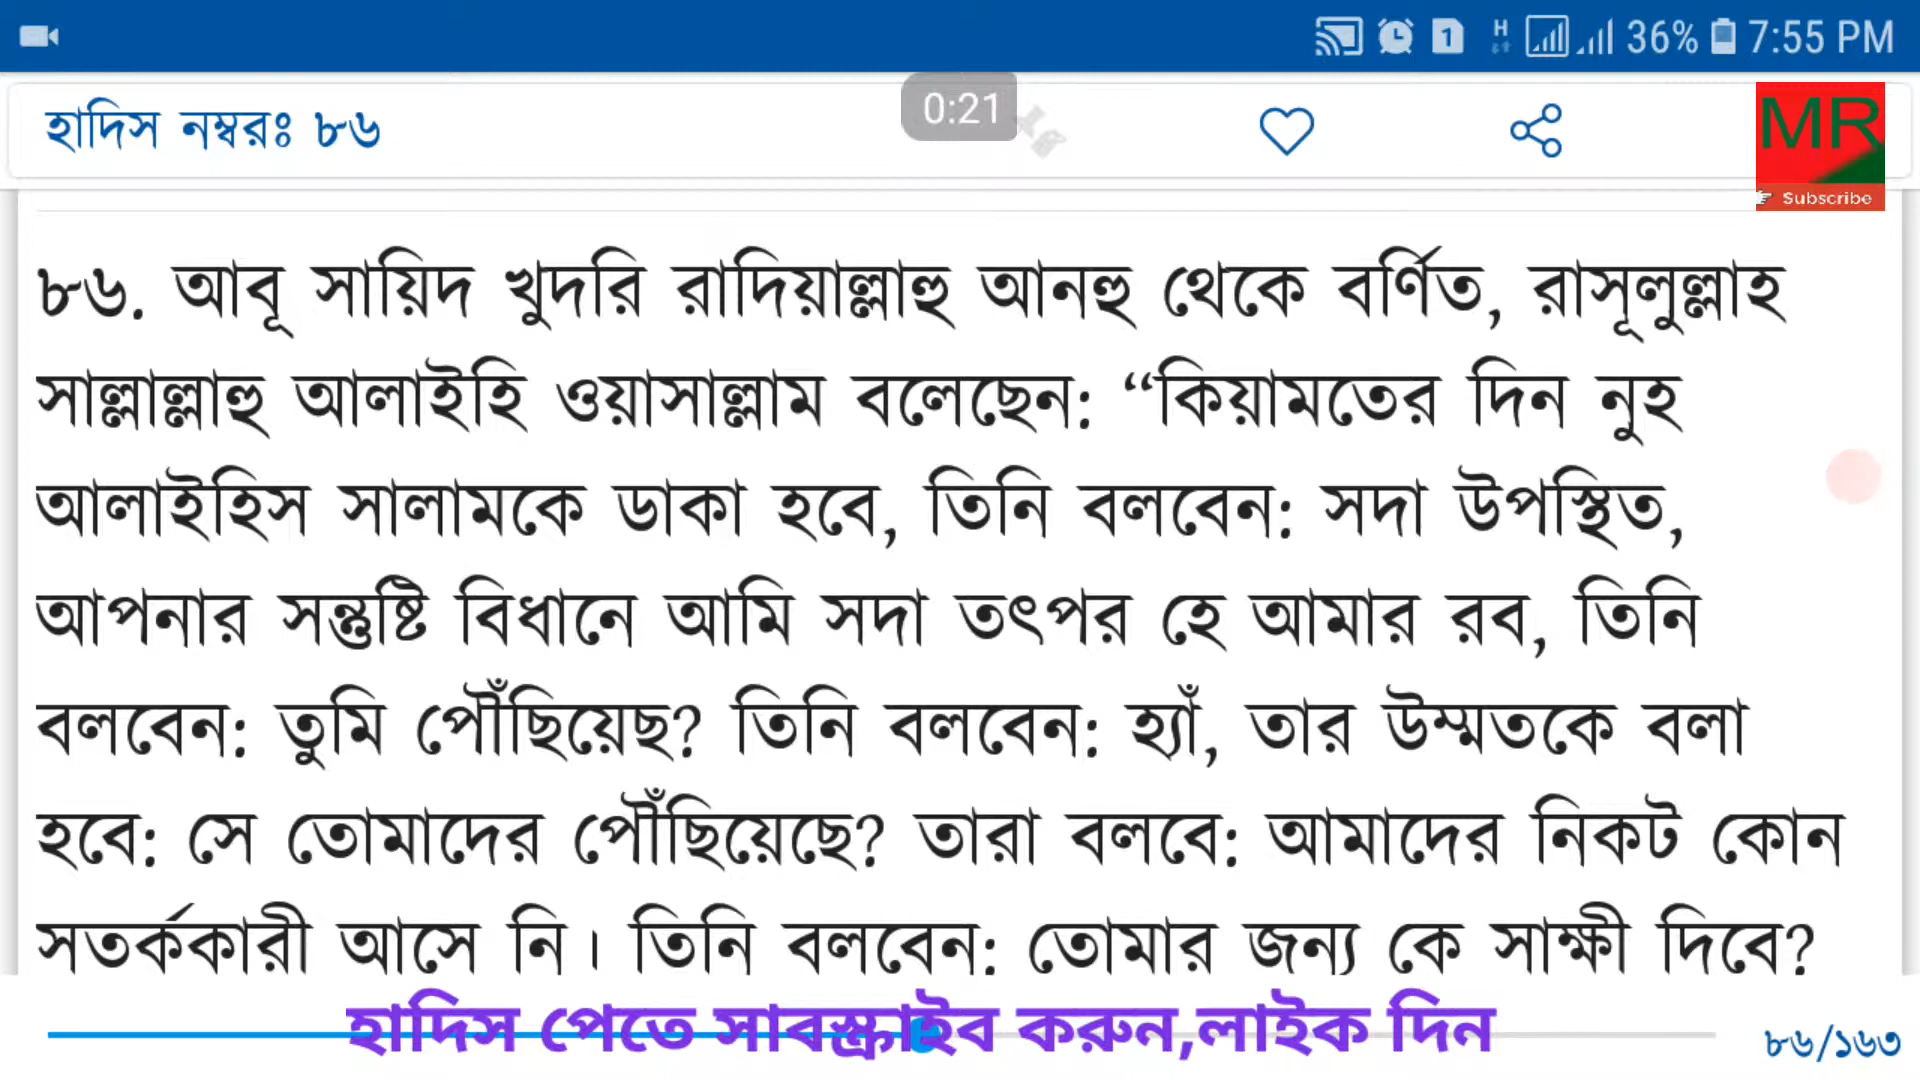 36% 7:55 PM
হাদিস নম্বরঃ ৮৬
0:21
MR
Subscribe
৮৬. আবূ সায়িদ খুদরি রাদিয়াল্লাহু আনহু থেকে বর্ণিত, রাসূলুল্লাহ
সাল্লাল্লাহু আলাইহি ওয়াসাল্লাম বলেছেন: “কিয়ামতের দিন নুহ
আলাইহিস সালামকে ডাকা হবে, তিনি বলবেন: সদা উপস্থিত,
আপনার সন্তুষ্টি বিধানে আমি সদা তৎপর হে আমার রব, তিনি
বলবেন: তুমি পৌঁছিয়েছ? তিনি বলবেন: হ্যাঁ, তার উম্মতকে বলা
হবে: সে তোমাদের পৌঁছিয়েছে? তারা বলবে: আমাদের নিকট কোন
সতর্ককারী আসে নি। তিনি বলবেন: তোমার জন্য কে সাক্ষী দিবে?
হাদিস পেতে সাবস্ক্রাইব করুন,লাইক দিন
৮৬/১৬৩